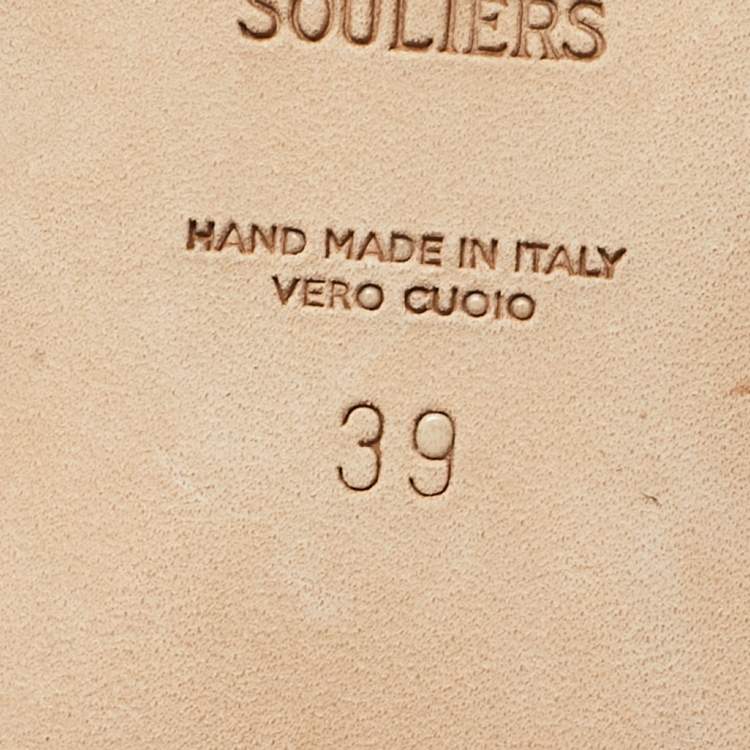 SOULIERS
HAND MADE IN ITALY
VERO CUOIO
39